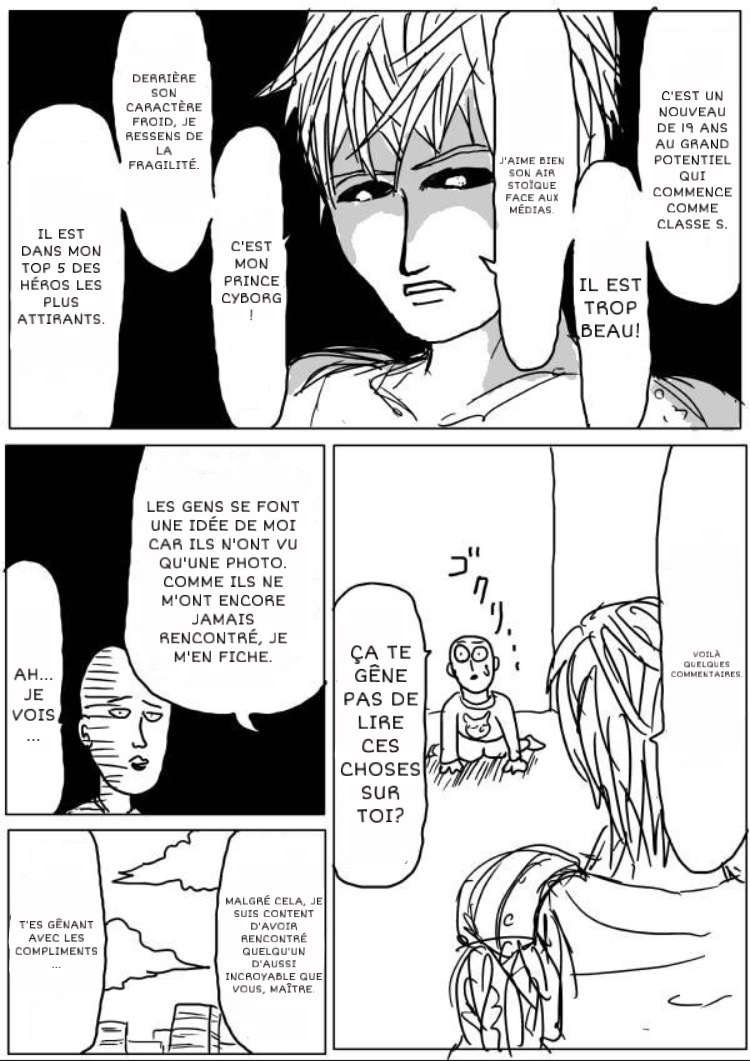 C'EST UN
NOUVEAU
DE 19 ANS
AU GRAND
POTENTIEL
QUI
COMMENCE
COMME
CLASSE S.
IL EST
TROP
BEAU!
J'AIME BIEN
SON AIR
STOÏQUE
FACE AUX
MÉDIAS.
C'EST
MON
PRINCE
CYBORG
!
DERRIÈRE
SON
CARACTÈRE
FROID, JE
RESSENS DE
LA
FRAGILITÉ.
IL EST
DANS MON
TOP 5 DES
HÉROS LES
PLUS
ATTIRANTS.
VOILÀ
QUELQUES
COMMENTAIRES.
ゴクリ...
ÇA TE
GÊNE
PAS DE
LIRE
CES
CHOSES
SUR
TOI?
LES GENS SE FONT
UNE IDÉE DE MOI
CAR ILS N'ONT VU
QU'UNE PHOTO.
COMME ILS NE
M'ONT ENCORE
JAMAIS
RENCONTRÉ, JE
M'EN FICHE.
AH...
JE
VOIS
...
MALGRÉ CELA, JE
SUIS CONTENT
D'AVOIR
RENCONTRÉ
QUELQU'UN
D'AUSSI
INCROYABLE QUE
VOUS, MAÎTRE.
T'ES GÊNANT
AVEC LES
COMPLIMENTS
...